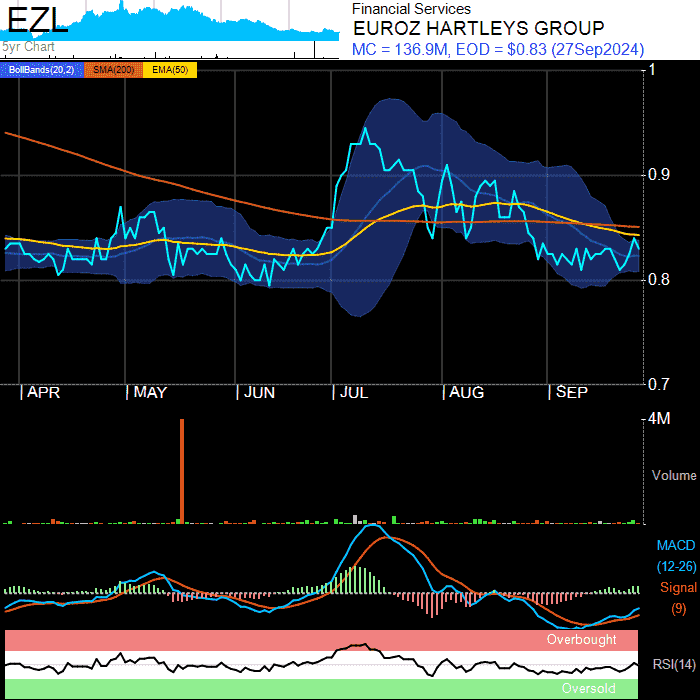 EZL
5yr Chart
Financial Services
EUROZ HARTLEYS GROUP
MC = 136.9M, EOD = $0.83 (27Sep2024)
BollBands(20,2) SMA(200) EMA(50)
1
0.9
0.8
0.7
APR MAY JUN JUL AUG SEP
4M
Volume
MACD
(12-26)
Signal
(9)
Overbought
RSI(14)
Oversold